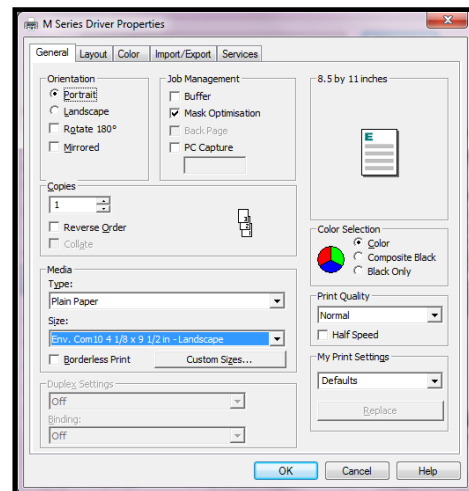 M Series Driver Properties
General Layout Color Import/Export Services
Orientation
Portrait
Landscape
Rotate 180°
Mirrored
Job Management
Buffer
Mask Optimisation
Back Page
PC Capture
8.5 by 11 inches
E
Copies
1
Reverse Order
Collate
3
2
1
Color Selection
Color
Composite Black
Black Only
Media
Type:
Plain Paper
Size:
Env. Com10 4 1/8 x 9 1/2 in - Landscape
Borderless Print
Custom Sizes...
Print Quality
Normal
Half Speed
My Print Settings
Defaults
Replace
Duplex Settings
Off
Binding:
Off
OK Cancel Help